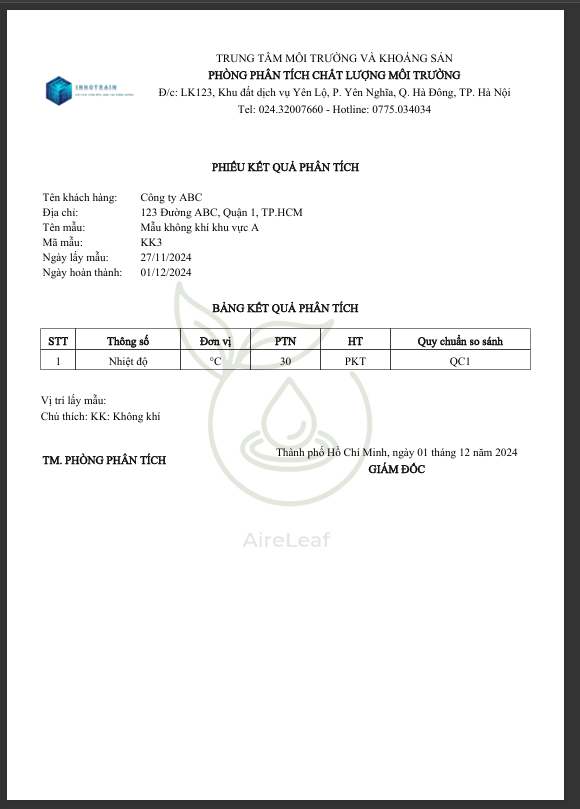 TRUNG TÂM MÔI TRƯỜNG VÀ KHOÁNG SẢN
PHÒNG PHÂN TÍCH CHẤT LƯỢNG MÔI TRƯỜNG
INNOTRAIN
Đ/c: LK123, Khu đất dịch vụ Yên Lộ, P. Yên Nghĩa, Q. Hà Đông, TP. Hà Nội
Tel: 024.32007660 - Hotline: 0775.034034
PHIẾU KẾT QUẢ PHÂN TÍCH
Tên khách hàng: Công ty ABC
Địa chỉ: 123 Đường ABC, Quận 1, TP.HCM
Tên mẫu: Mẫu không khí khu vực A
Mã mẫu: KK3
Ngày lấy mẫu: 27/11/2024
Ngày hoàn thành: 01/12/2024
BẢNG KẾT QUẢ PHÂN TÍCH
STT Thông số Đơn vị PTN HT Quy chuẩn so sánh
1 Nhiệt độ °C 30 PKT QC1
Vị trí lấy mẫu:
Chú thích: KK: Không khí
Thành phố Hồ Chí Minh, ngày 01 tháng 12 năm 2024
TM. PHÒNG PHÂN TÍCH GIÁM ĐỐC
AireLeaf